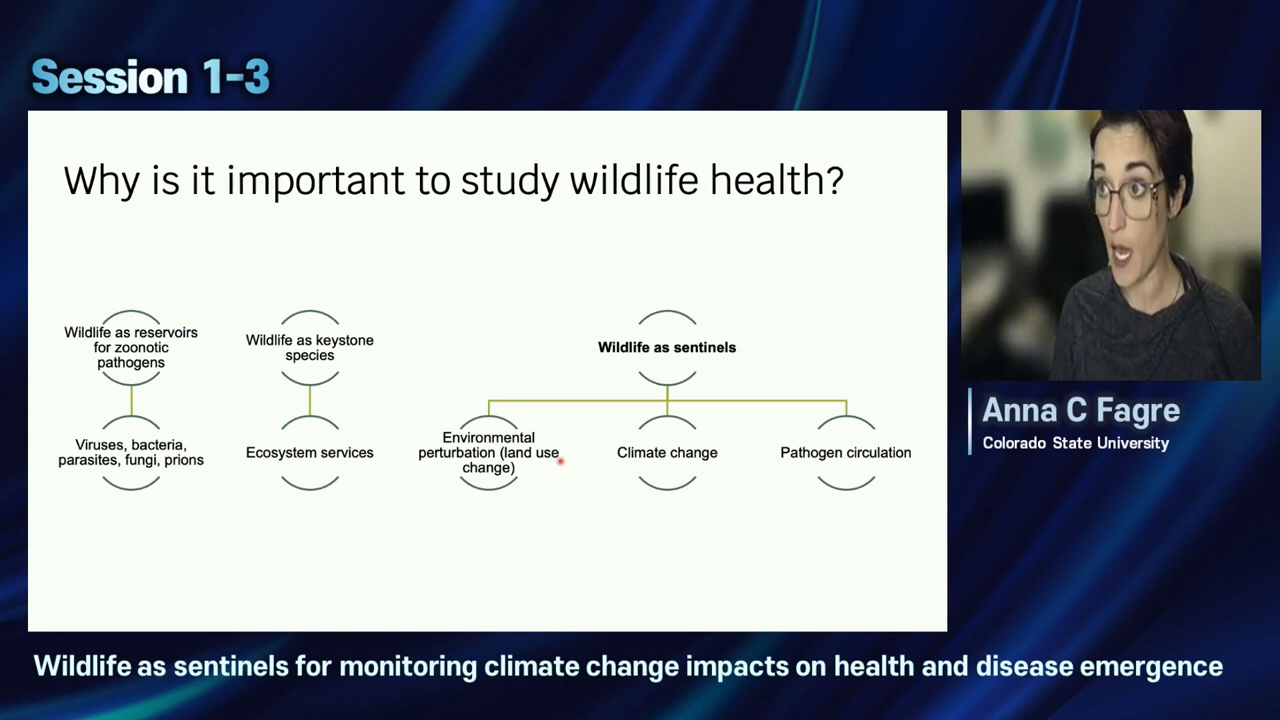 Session 1-3
Why is it important to study wildlife health?
Wildlife as reservoirs
for zoonotic
pathogens
Viruses, bacteria,
parasites, fungi, prions
Wildlife as keystone
species
Ecosystem services
Wildlife as sentinels
Environmental
perturbation (land use
change)
Climate change
Pathogen circulation
Anna C Fagre
Colorado State University
Wildlife as sentinels for monitoring climate change impacts on health and disease emergence